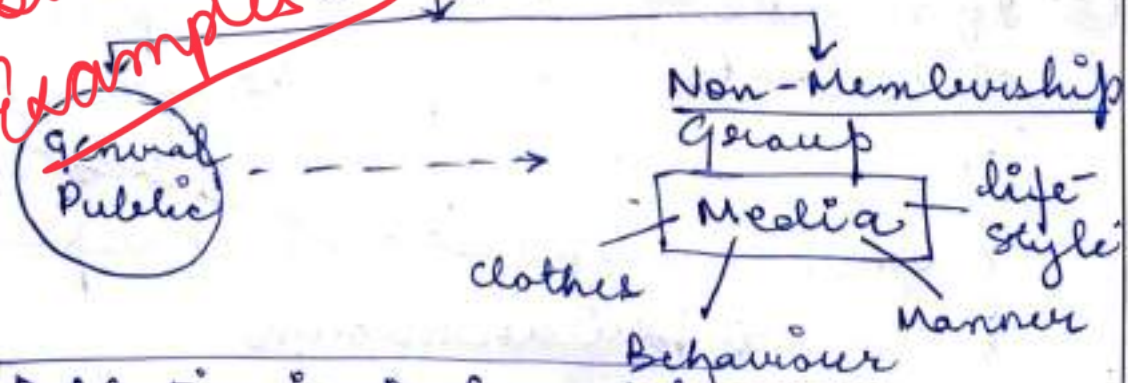 Examples
General
Public
Non-Membership
Group
Media
life-
style
clothes
Behaviour
Manner